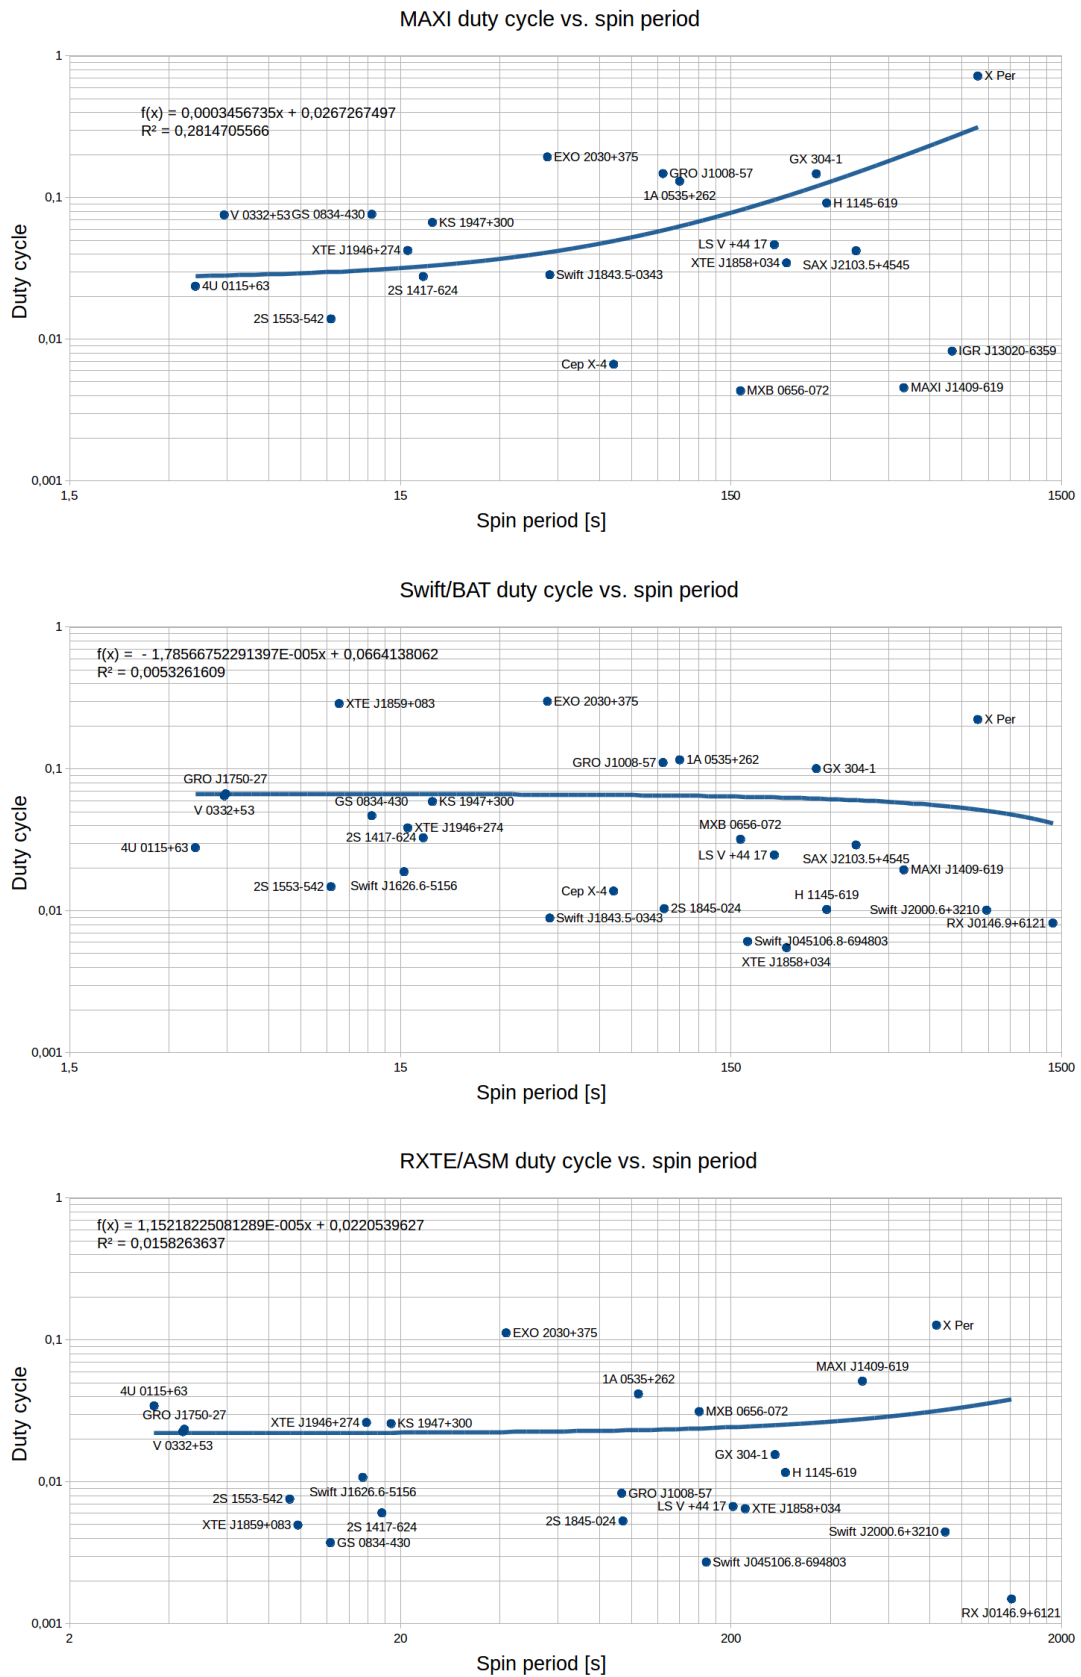 MAXI duty cycle vs. spin period
1
f(x) = 0,0003456735x + 0,0267267497
R² = 0,2814705566
X Per
EXO 2030+375
GX 304-1
GRO J1008-57
1A 0535+262
0,1
H 1145-619
V 0332+53
GS 0834-430
KS 1947+300
XTE J1946+274
LS V +44 17
XTE J1858+034
SAX J2103.5+4545
4U 0115+63
2S 1417-624
Swift J1843.5-0343
2S 1553-542
0,01
IGR J13020-6359
Cep X-4
MXB 0656-072
MAXI J1409-619
0,001
Duty cycle
1,5
15
150
1500
Spin period [s]
Swift/BAT duty cycle vs. spin period
1
f(x) = - 1,78566752291397E-005x + 0,0664138062
R² = 0,0053261609
XTE J1859+083
EXO 2030+375
X Per
GRO J1008-57
1A 0535+262
GX 304-1
0,1
GRO J1750-27
V 0332+53
GS 0834-430
KS 1947+300
XTE J1946+274
2S 1417-624
MXB 0656-072
4U 0115+63
LS V +44 17
SAX J2103.5+4545
MAXI J1409-619
2S 1553-542
Swift J1626.6-5156
Cep X-4
H 1145-619
0,01
Swift J1843.5-0343
2S 1845-024
Swift J2000.6+3210
RX J0146.9+6121
Swift J045106.8-694803
XTE J1858+034
0,001
Duty cycle
1,5
15
150
1500
Spin period [s]
RXTE/ASM duty cycle vs. spin period
1
f(x) = 1,15218225081289E-005x + 0,0220539627
R² = 0,0158263637
0,1
EXO 2030+375
X Per
MAXI J1409-619
4U 0115+63
1A 0535+262
GRO J1750-27
V 0332+53
XTE J1946+274
KS 1947+300
MXB 0656-072
GX 304-1
H 1145-619
0,01
Swift J1626.6-5156
2S 1553-542
GRO J1008-57
LS V +44 17
XTE J1858+034
XTE J1859+083
2S 1417-624
2S 1845-024
GS 0834-430
Swift J2000.6+3210
Swift J045106.8-694803
RX J0146.9+6121
0,001
Duty cycle
2
20
200
2000
Spin period [s]